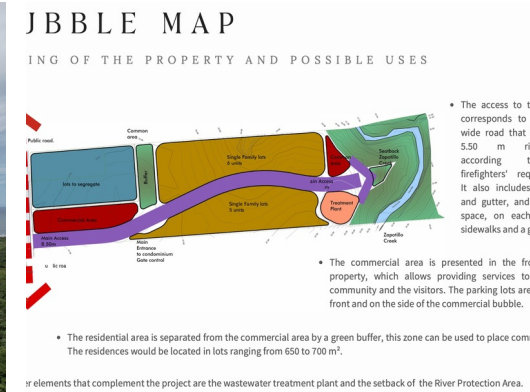 UBBLE MAP
ING OF THE PROPERTY AND POSSIBLE USES
Public road
Common
area
lots to segregate
Buffer
Single Family lots
6 units
Single Family lots
5 units
Main Access
8.50m
Main
Entrance
to condominium
Gate control
Treatment
Plant
Setback
Zapotillo
Creek
Zapotillo
Creek
• The access to t
corresponds to
wide road that
5.50 m ri
according t
firefighters' req
It also includes
and gutter, and
space, on each
sidewalks and a g
• The commercial area is presented in the fro
property, which allows providing services to
community and the visitors. The parking lots are
front and on the side of the commercial bubble.
• The residential area is separated from the commercial area by a green buffer, this zone can be used to place com
The residences would be located in lots ranging from 650 to 700 m².
er elements that complement the project are the wastewater treatment plant and the setback of the River Protection Area.